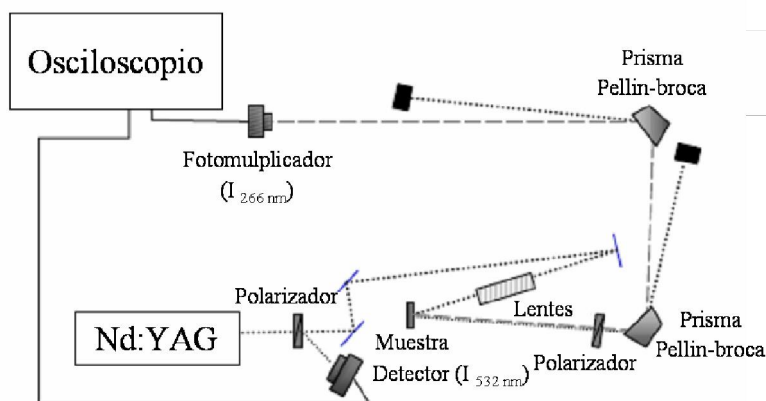 Osciloscopio
Prisma
Pellin-broca
Fotomulplicador
(I 266 nm)
Polarizador
Nd:YAG
Muestra
Detector (I 532 nm)
Lentes
Polarizador
Prisma
Pellin-broca